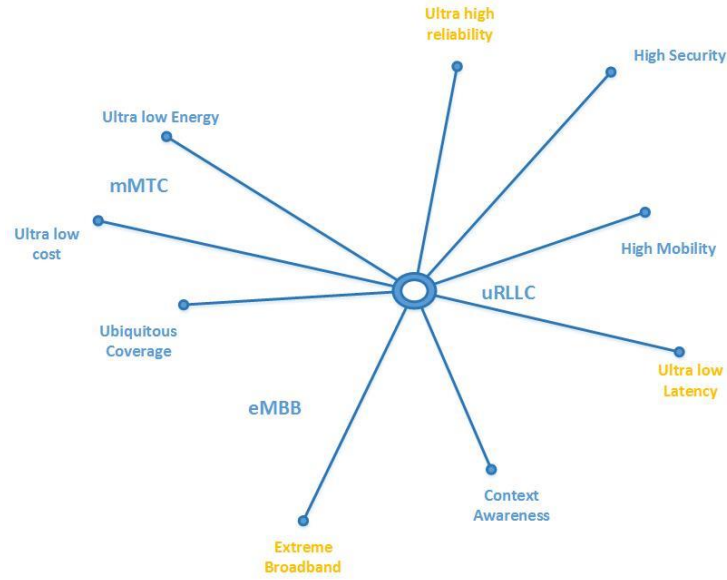 Ultra high
reliability
High Security
Ultra low Energy
mMTC
Ultra low
cost
High Mobility
uRLLC
Ubiquitous
Coverage
Ultra low
Latency
eMBB
Context
Awareness
Extreme
Broadband